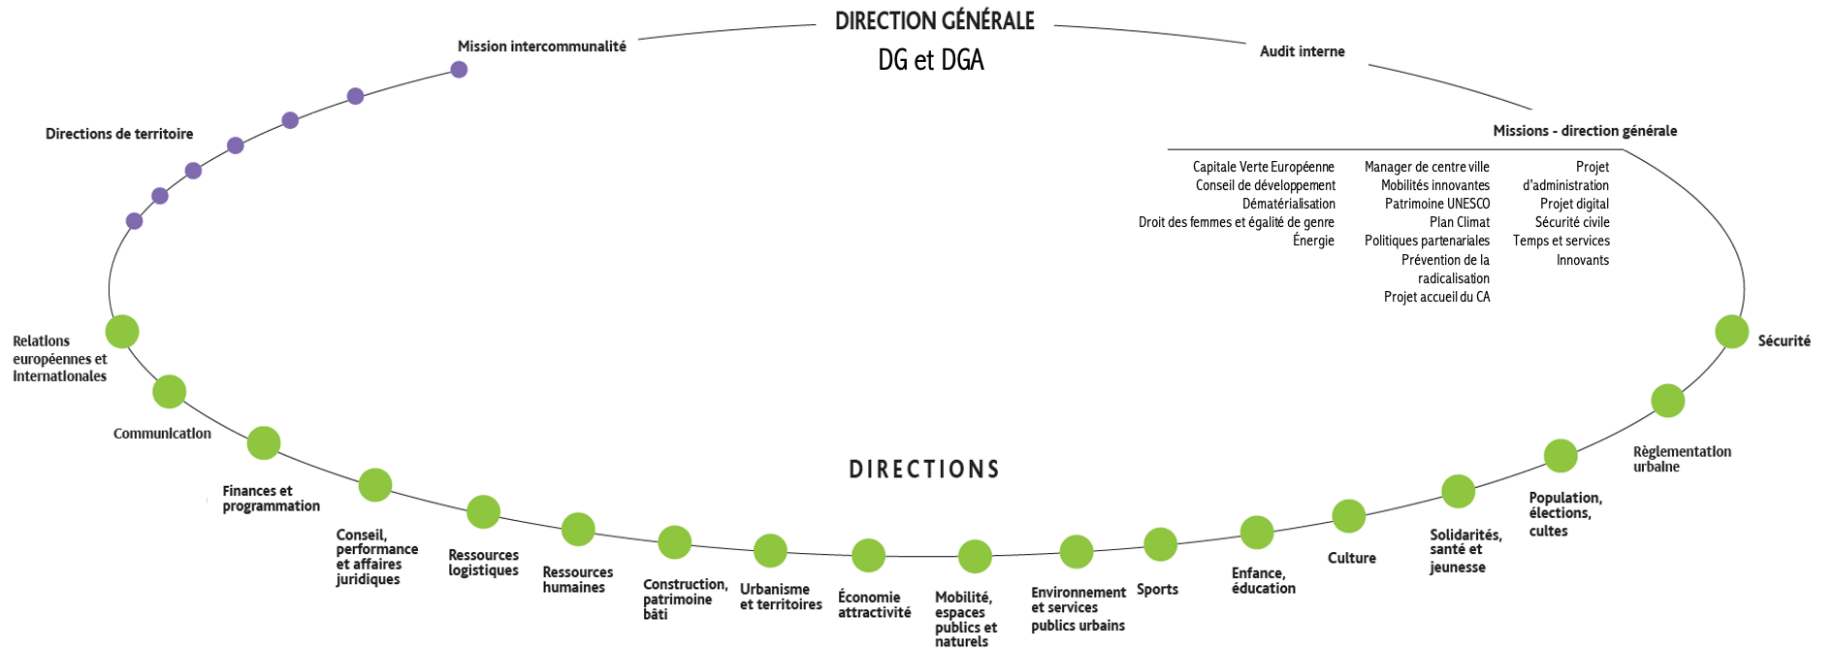 DIRECTION GÉNÉRALE
DG et DGA
Mission intercommunalité
Audit interne
Directions de territoire
Missions - direction générale
Capitale Verte Européenne
Conseil de développement
Dématérialisation
Droit des femmes et égalité de genre
Énergie
Manager de centre ville
Mobilités innovantes
Patrimoine UNESCO
Plan Climat
Politiques partenariales
Prévention de la
radicalisation
Projet accueil du CA
Projet
d'administration
Projet digital
Sécurité civile
Temps et services
Innovants
DIRECTIONS
Relations
européennes et
internationales
Communication
Finances et
programmation
Conseil,
performance
et affaires
juridiques
Ressources
logistiques
Ressources
humaines
Construction,
patrimoine
bâti
Urbanisme
et territoires
Économie
attractivité
Mobilité,
espaces
publics et
naturels
Environnement
et services
publics urbains
Sports
Enfance,
éducation
Culture
Solidarités,
santé et
jeunesse
Population,
élections,
cultes
Règlementation
urbaine
Sécurité